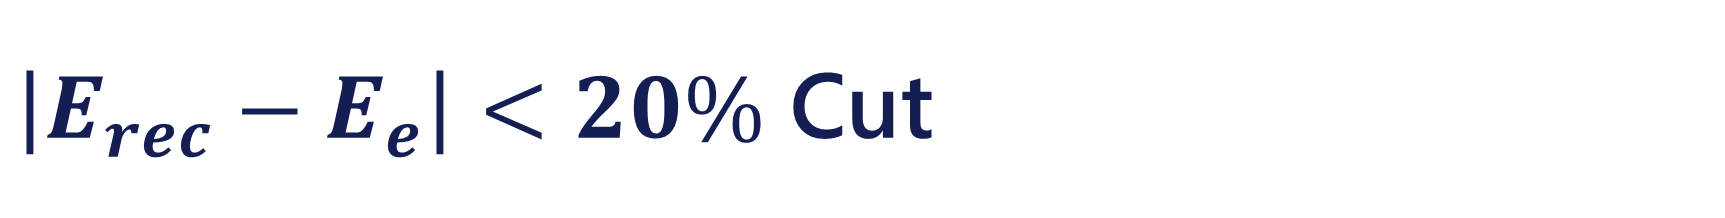 |E_rec − E_e| < 20% Cut